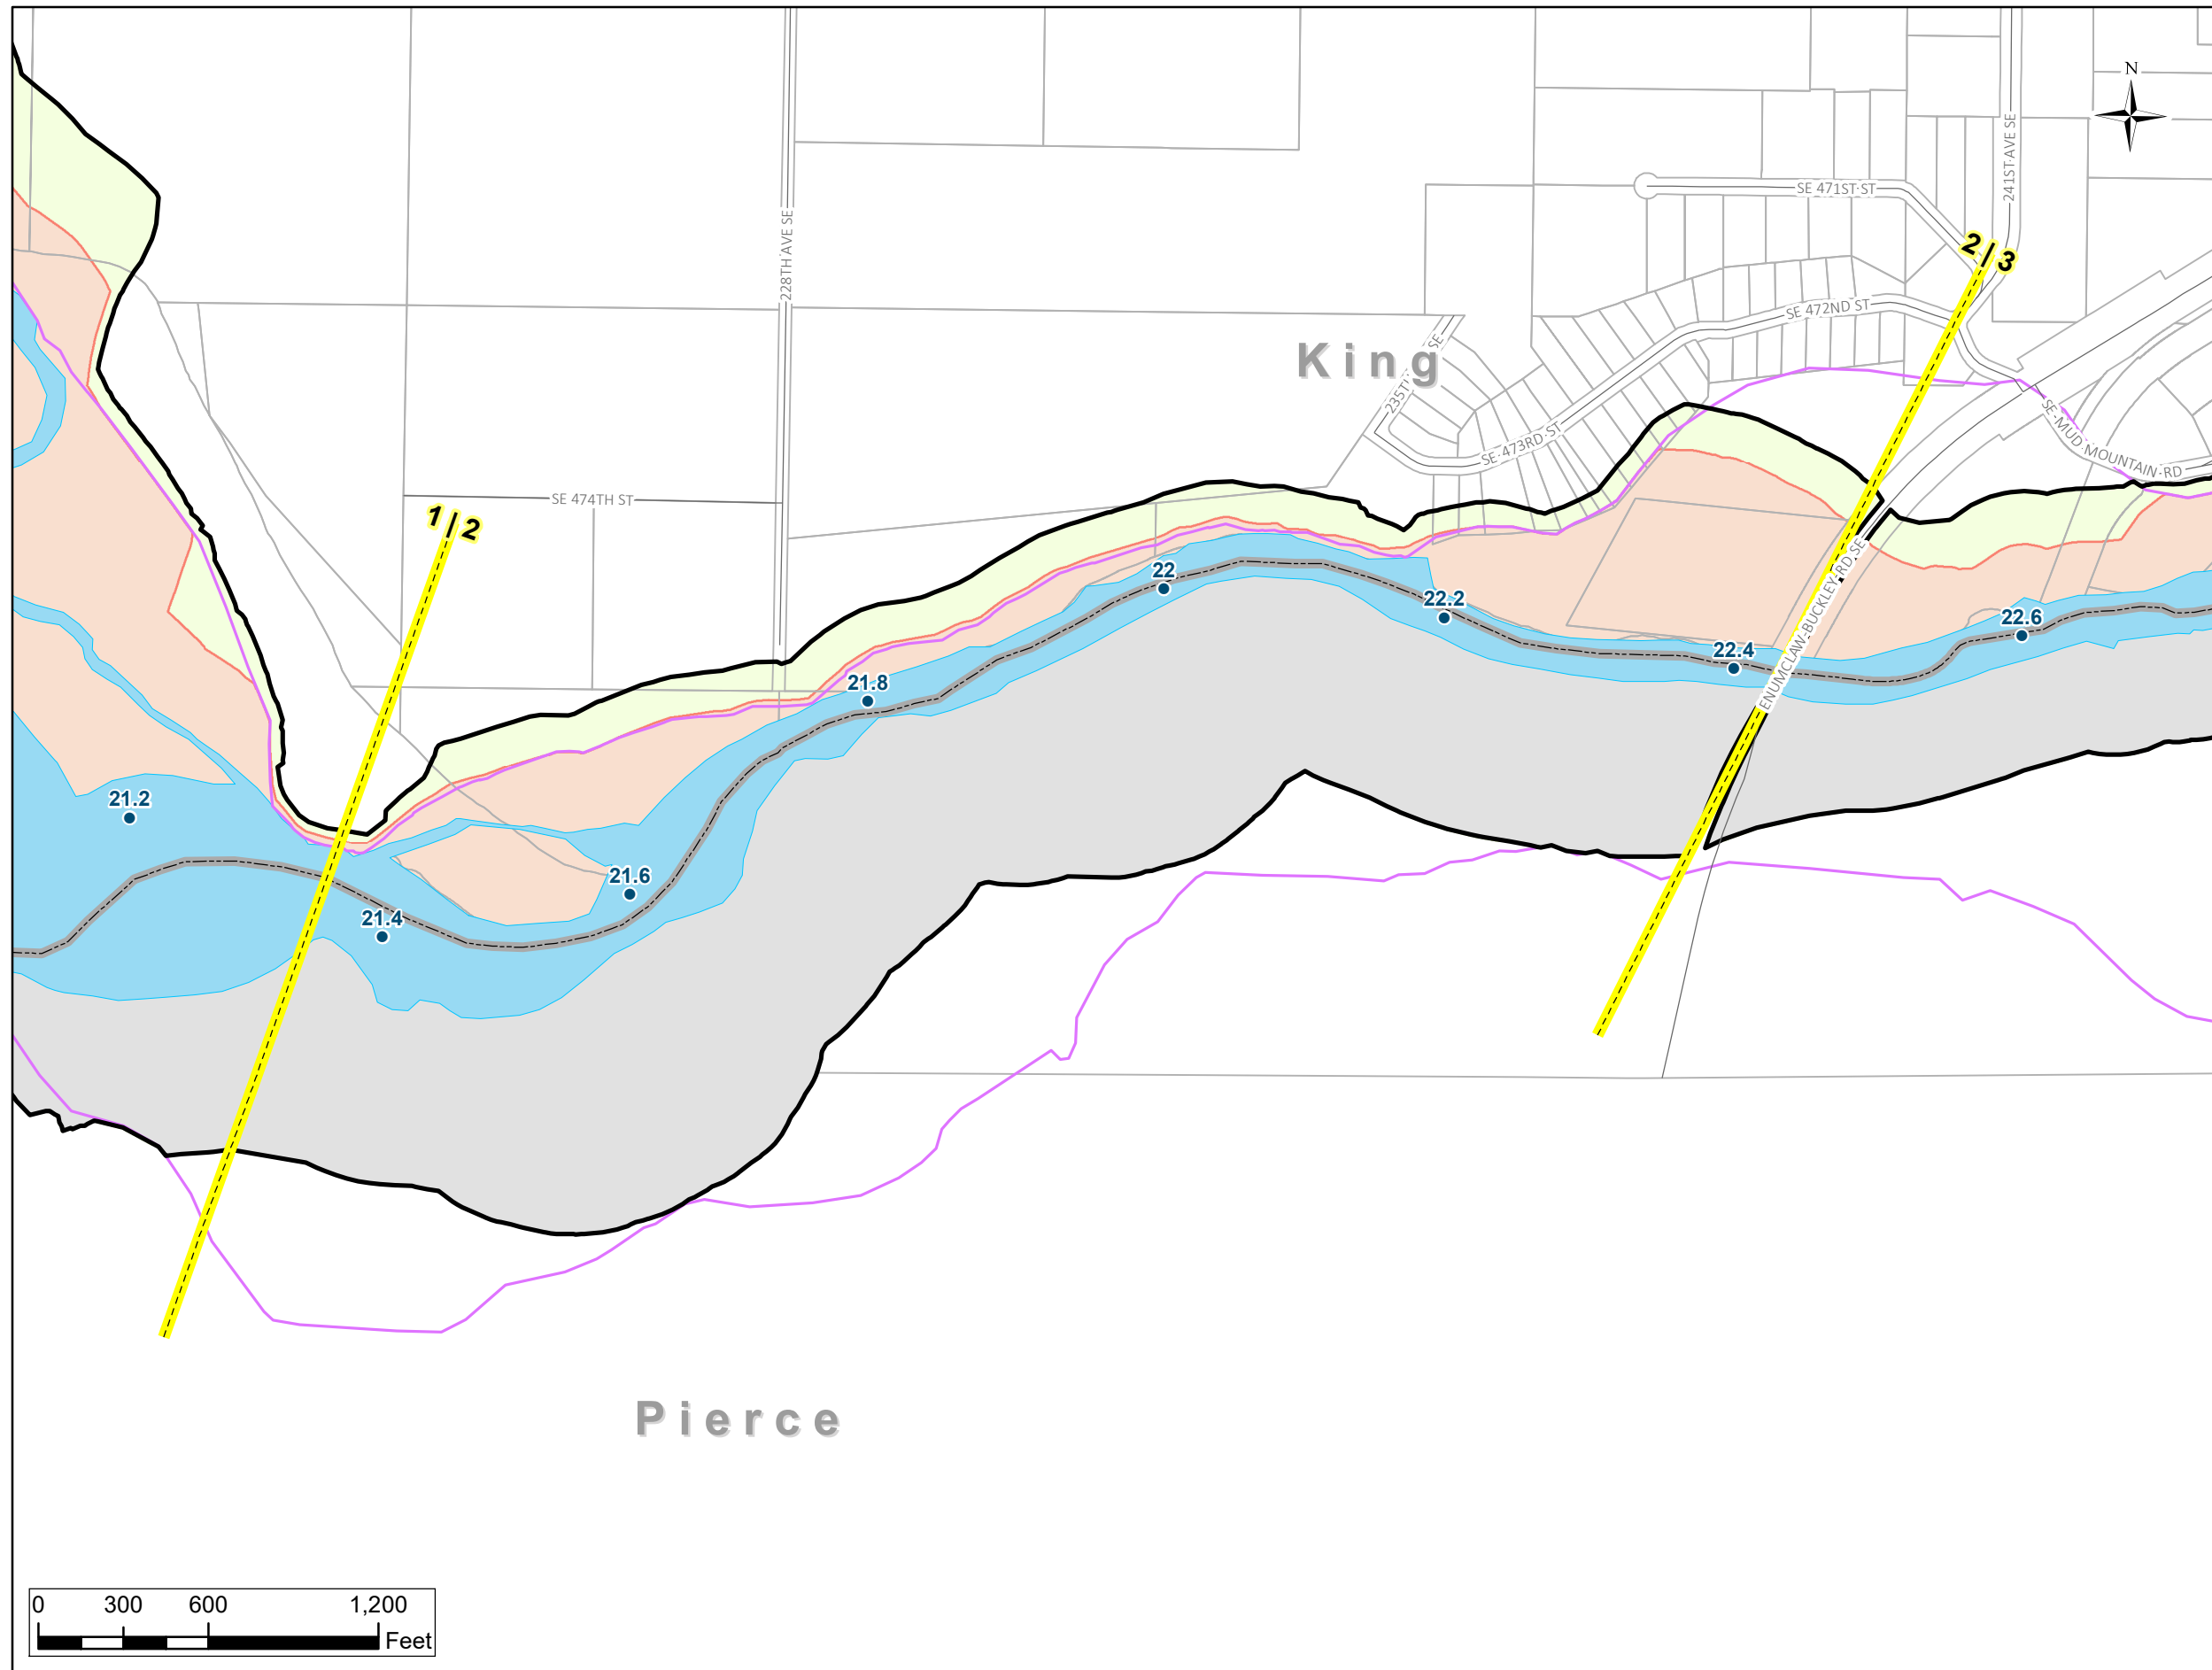 N
241ST AVE SE
SE 471ST ST
228TH AVE SE
2/3
SE 472ND ST
King
235TH SE
SE MUD MOUNTAIN RD
SE 473RD ST
SE 474TH ST
1/2
ENUMCLAW-BUCKLEY-RD SE
22
22.2
22.6
22.4
21.8
21.2
21.6
21.4
Pierce
0 300 600 1,200
Feet